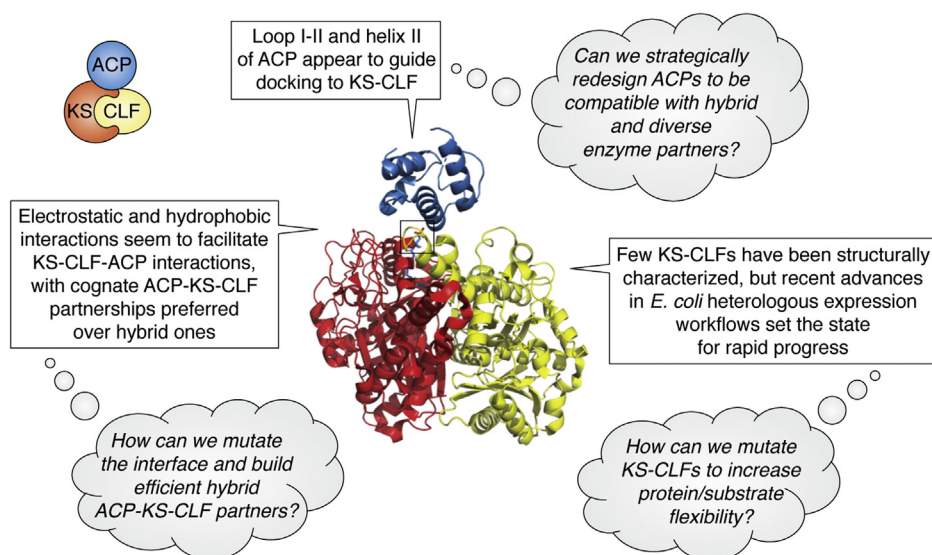 ACP
KS
CLF
Loop I-II and helix II
of ACP appear to guide
docking to KS-CLF
Can we strategically
redesign ACPs to be
compatible with hybrid
and diverse
enzyme partners?
Electrostatic and hydrophobic
interactions seem to facilitate
KS-CLF-ACP interactions,
with cognate ACP-KS-CLF
partnerships preferred
over hybrid ones
Few KS-CLFs have been structurally
characterized, but recent advances
in E. coli heterologous expression
workflows set the state
for rapid progress
How can we mutate
the interface and build
efficient hybrid
ACP-KS-CLF partners?
How can we mutate
KS-CLFs to increase
protein/substrate
flexibility?